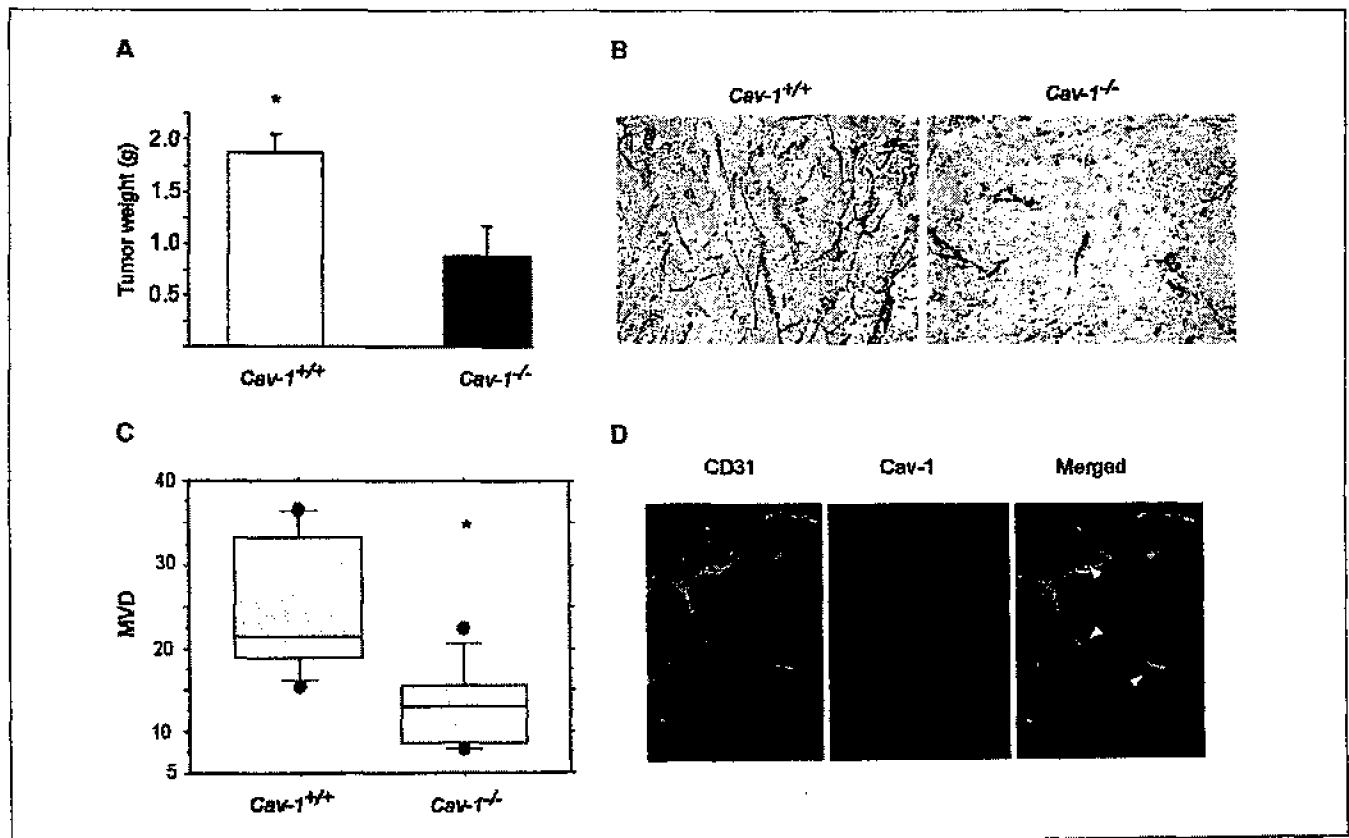 A
*
Tumor weight (g)
2.0
1.5
1.0
0.5
Cav-1+/+
Cav-1-/-
B
Cav-1+/+
Cav-1-/-
C
MVD
40
30
20
10
5
*
Cav-1+/+
Cav-1-/-
D
CD31
Cav-1
Merged